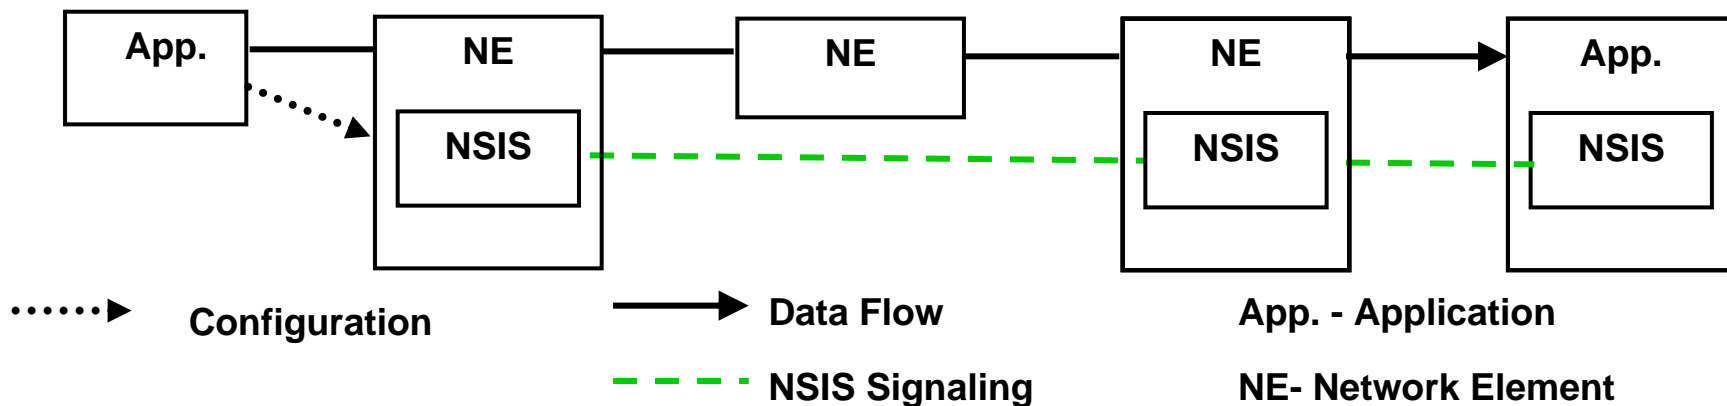 App.
NE
NE
NE
App.
NSIS
NSIS
NSIS
Configuration
Data Flow
App. - Application
NSIS Signaling
NE- Network Element